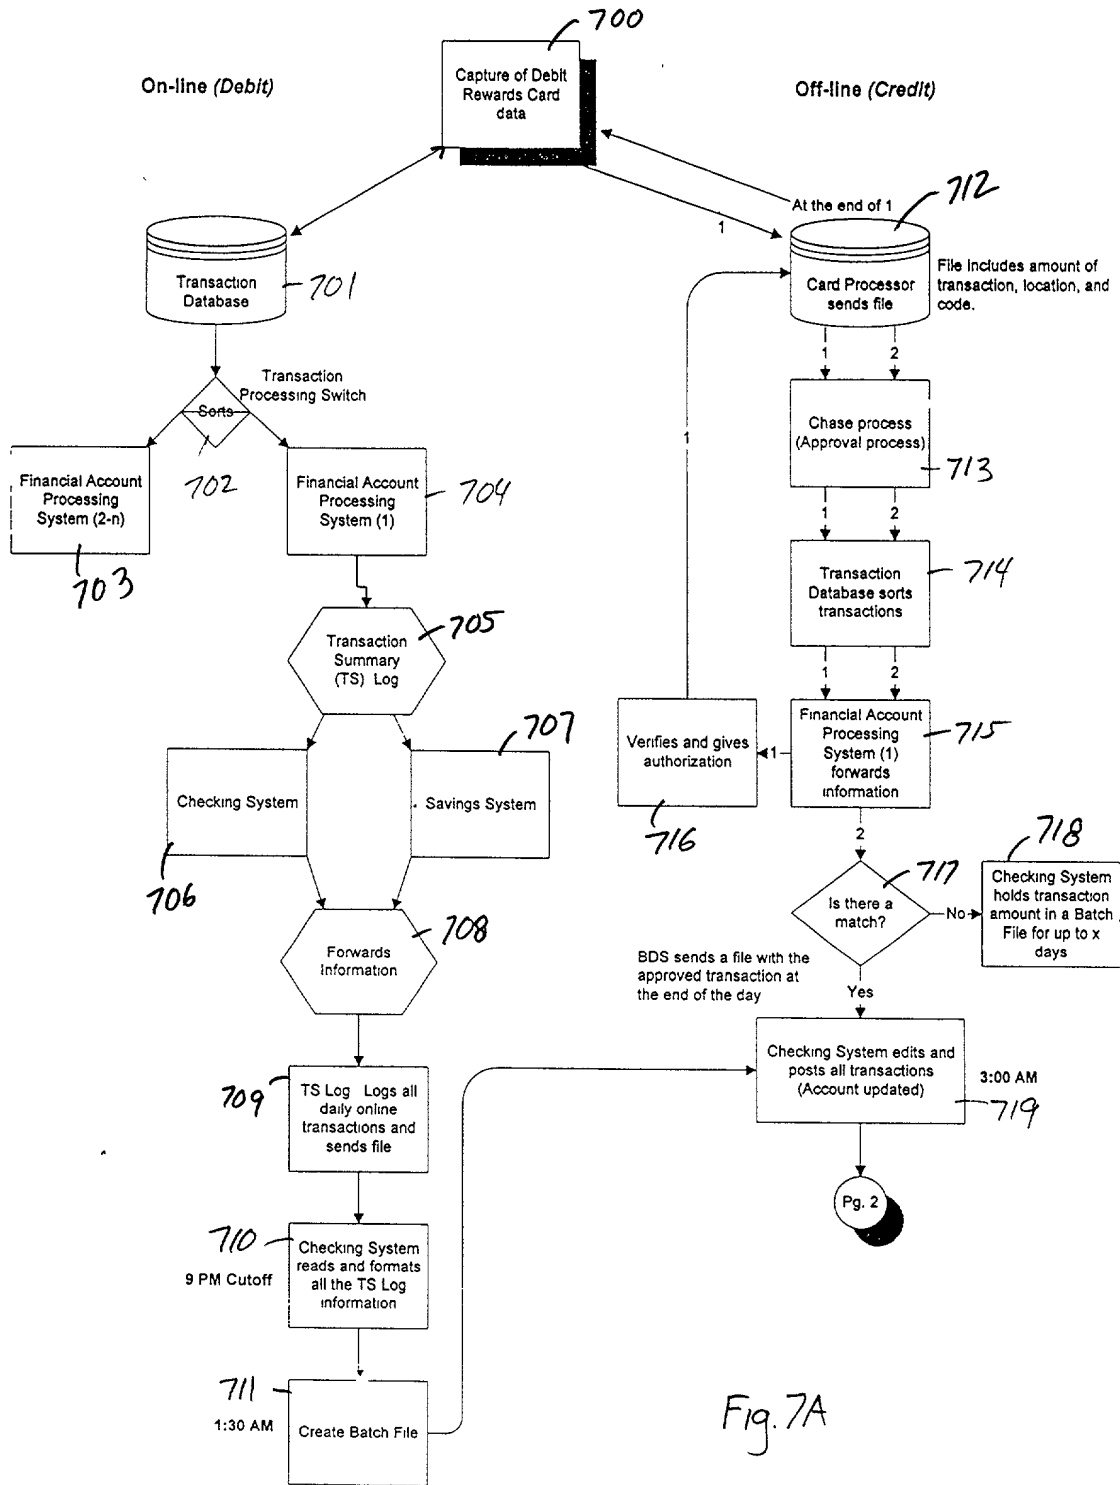 700
On-line (Debit)
Capture of Debit
Rewards Card
data
Off-line (Credit)
712
At the end of 1
1
Transaction
Database
701
Card Processor
sends file
File includes amount of
transaction, location, and
code.
1
2
Transaction
Processing Switch
Sorts
702
Chase process
(Approval process)
713
1
Financial Account
Processing
System (2-n)
703
Financial Account
Processing
System (1)
704
1
2
Transaction
Database sorts
transactions
714
Transaction
Summary
(TS) Log
705
1
2
Verifies and gives
authorization
716
1
Financial Account
Processing
System (1)
forwards
information
715
707
Checking System
706
Savings System
2
717
Is there a
match?
No
718
Checking System
holds transaction
amount in a Batch
File for up to x
days
708
Forwards
Information
BDS sends a file with the
approved transaction at
the end of the day
Yes
709
TS Log Logs all
daily online
transactions and
sends file
Checking System edits and
posts all transactions
(Account updated)
3:00 AM
719
Pg. 2
710
9 PM Cutoff
Checking System
reads and formats
all the TS Log
information
711
1:30 AM
Create Batch File
Fig. 7A